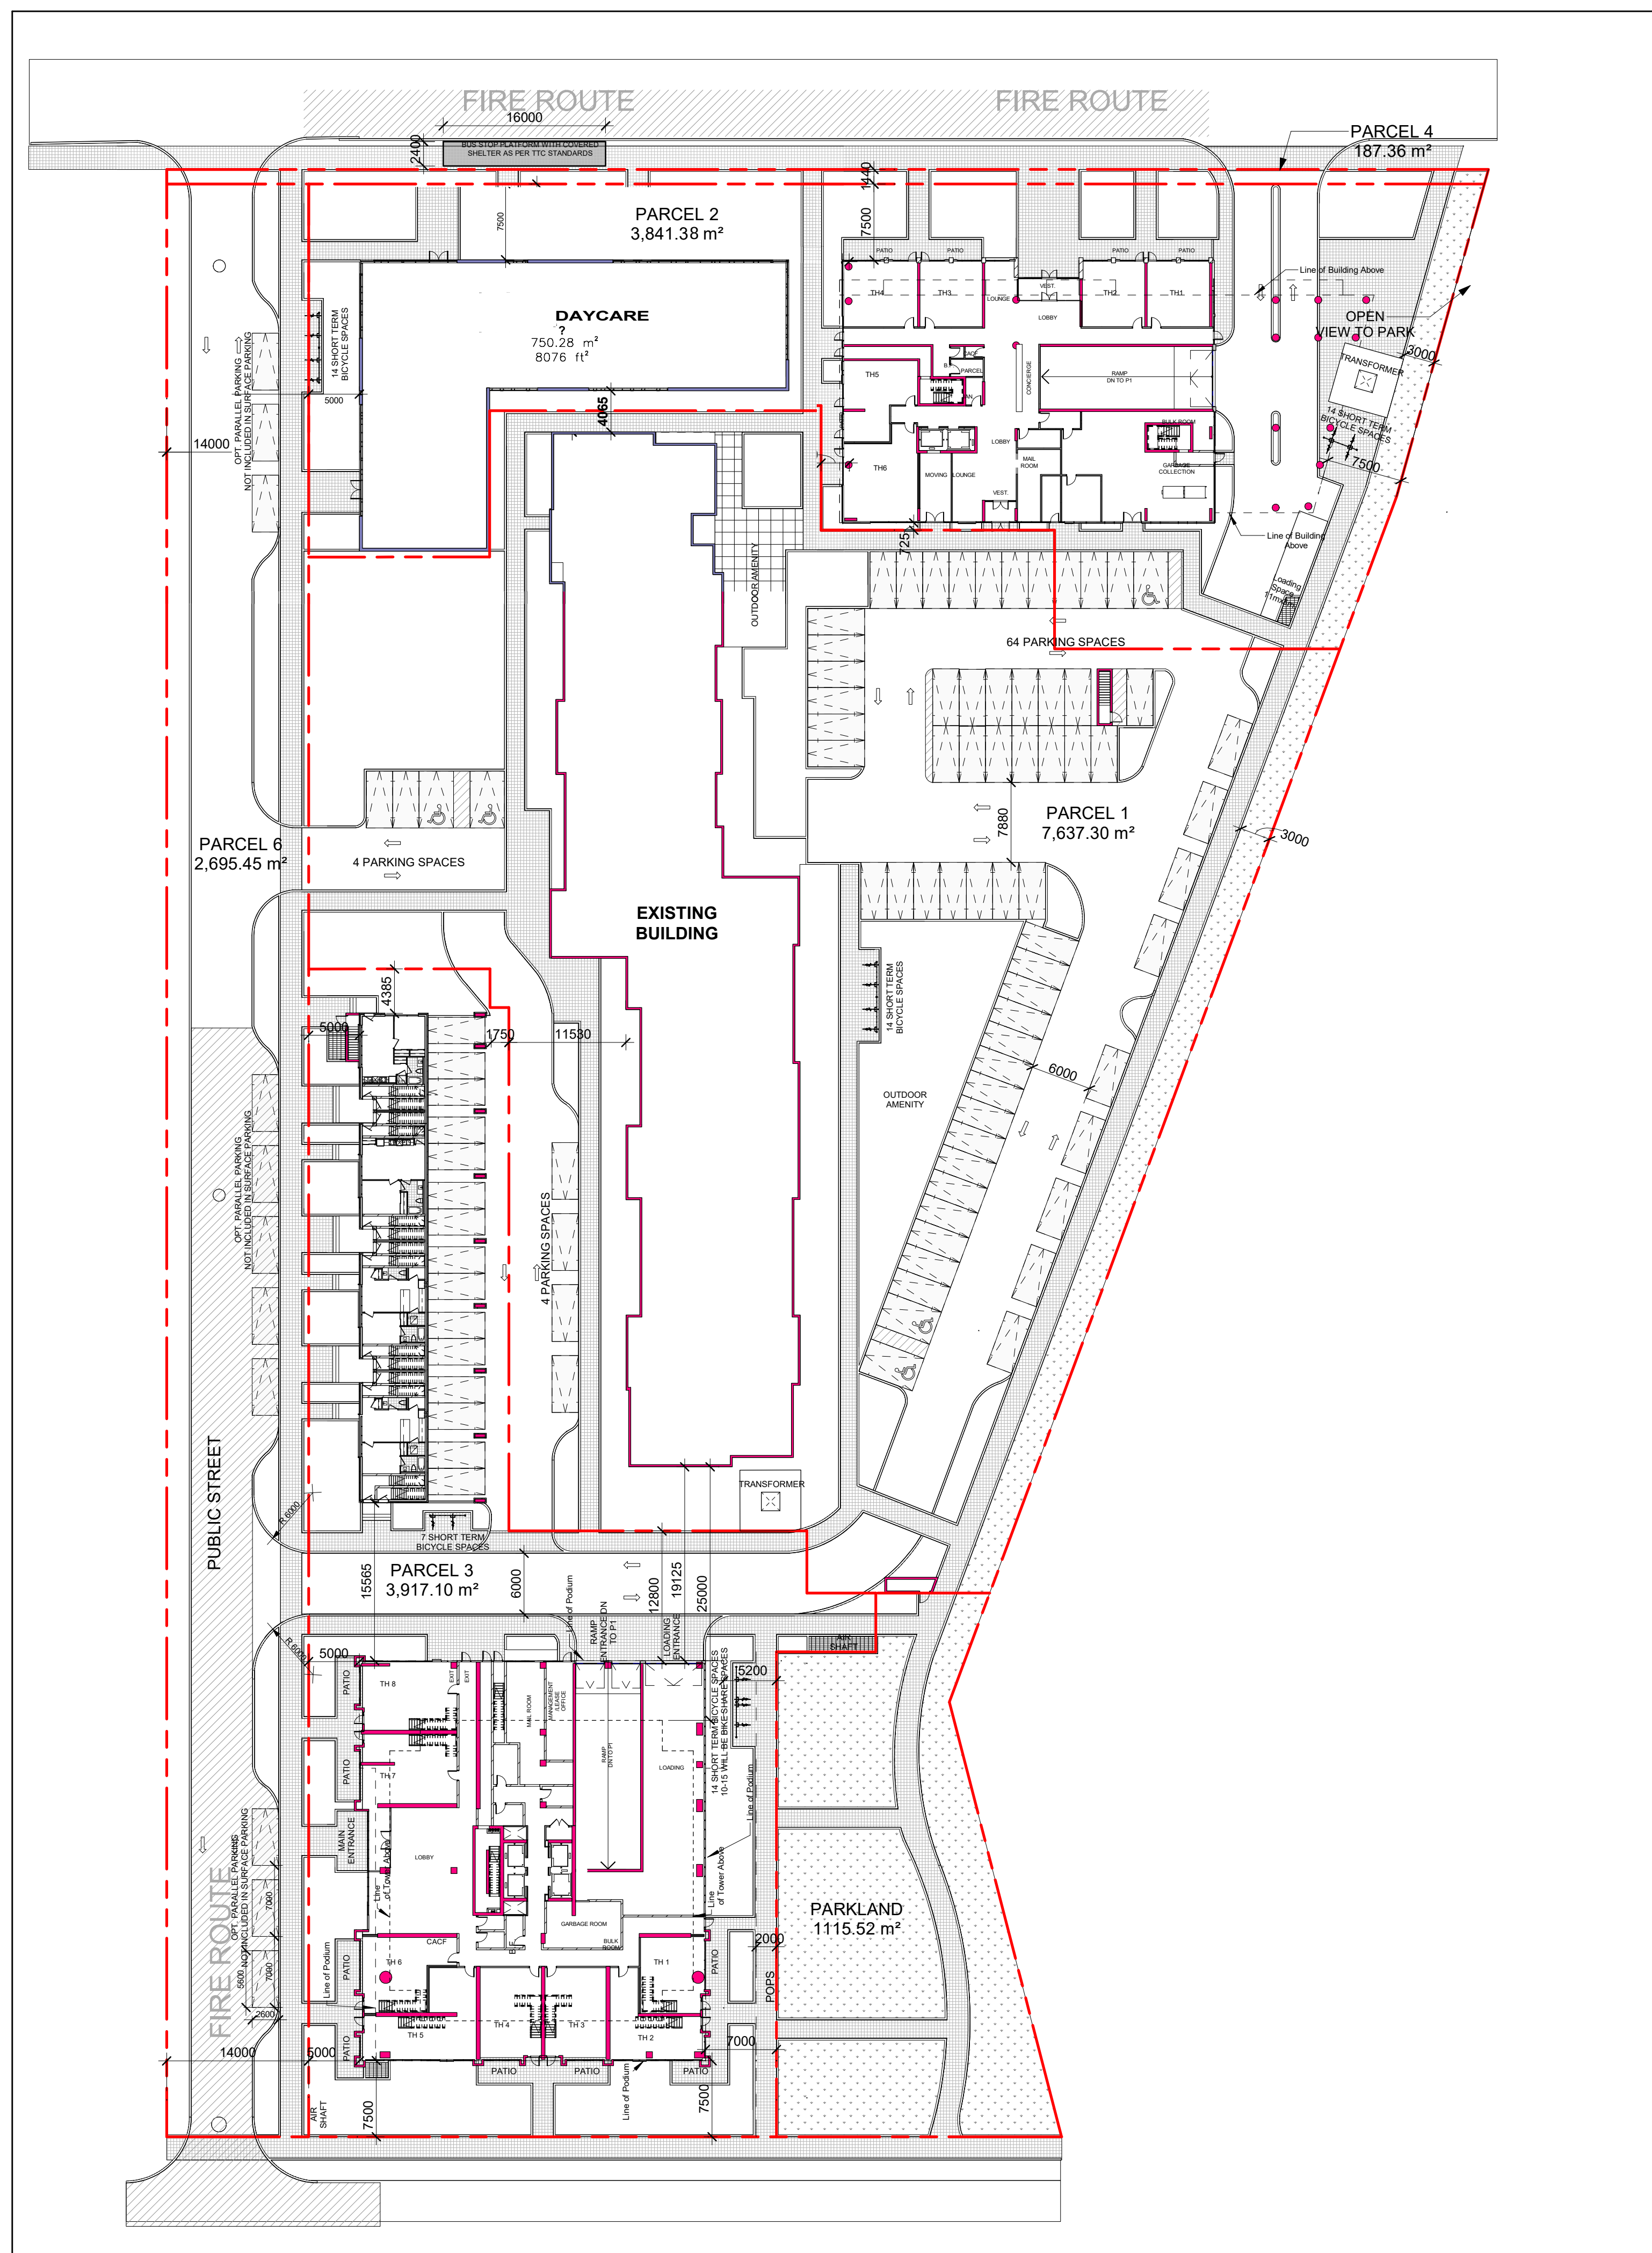 FIRE ROUTE
FIRE ROUTE
16000
2400
BUS STOP PLATFORM WITH COVERED
SHELTER AS PER TTC STANDARDS
PARCEL 4
187.36 m²
1440
7500
7500
PARCEL 2
3,841.38 m²
PATIO
PATIO
PATIO
PATIO
TH4
TH3
LOUNGE
VEST.
LOBBY
TH2
TH1
Line of Building Above
OPEN
VIEW TO PARK
3000
TRANSFORMER
DAYCARE
?
750.28 m²
8076 ft²
14 SHORT TERM
BICYCLE SPACES
OPT. PARALLEL PARKING
NOT INCLUDED IN SURFACE PARKING
5000
4065
14000
TH5
CACF
PARCEL
CONCIERGE
RAMP
DN TO P1
14 SHORT TERM
BICYCLE SPACES
7500
BULK ROOM
LOBBY
MAIL
ROOM
GARBAGE
COLLECTION
TH6
MOVING
LOUNGE
VEST.
725
Line of Building
Above
Loading
Space
OUTDOOR AMENITY
64 PARKING SPACES
PARCEL 1
7,637.30 m²
7880
3000
PARCEL 6
2,695.45 m²
4 PARKING SPACES
EXISTING
BUILDING
4385
5000
1750
11530
14 SHORT TERM
BICYCLE SPACES
6000
OUTDOOR
AMENITY
OPT. PARALLEL PARKING
NOT INCLUDED IN SURFACE PARKING
4 PARKING SPACES
PUBLIC STREET
R 6000
TRANSFORMER
7 SHORT TERM
BICYCLE SPACES
PARCEL 3
3,917.10 m²
15565
6000
12800
19125
25000
Line of Podium
RAMP
ENTRANCE DN
TO P1
LOADING
ENTRANCE
AIR
SHAFT
R 6000
5000
PATIO
TH 8
EXIT
EXIT
MAIL ROOM
MANAGEMENT
/LEASE
OFFICE
5200
14 SHORT TERM BICYCLE SPACES
10-15 WILL BE BIKE SHARE SPACES
PATIO
TH 7
RAMP
DN TO P1
LOADING
Line of Podium
MAIN
ENTRANCE
LOBBY
Line
of Tower Above
Line
of Tower Above
OPT. PARALLEL PARKING
NOT INCLUDED IN SURFACE PARKING
FIRE ROUTE
7000
7000
5600
2600
PARKLAND
1115.52 m²
GARBAGE ROOM
BULK
ROOM
CACF
TH 6
TH 1
PATIO
PATIO
Line of Podium
2000
POPS
TH 5
TH 4
TH 3
TH 2
PATIO
7000
14000
5000
PATIO
PATIO
PATIO
Line of Podium
AIR
SHAFT
7500
7500